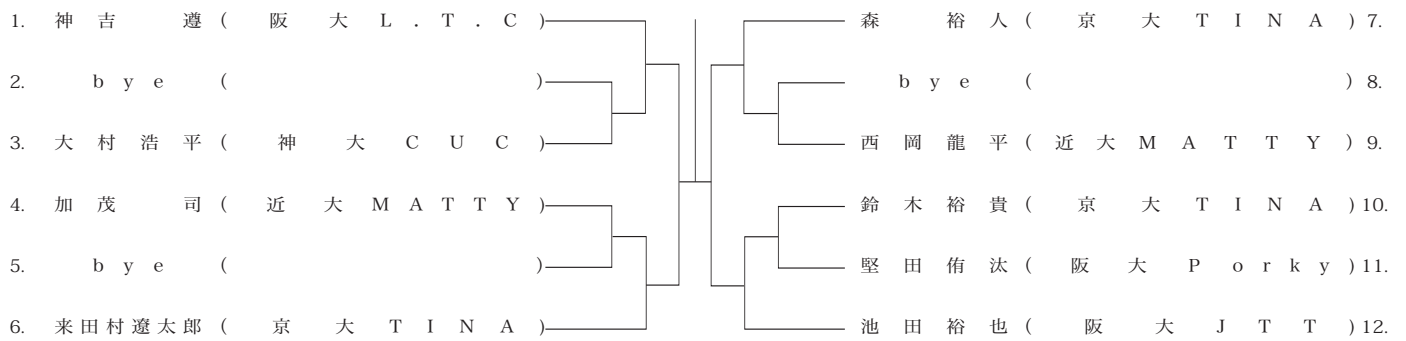 1. 神吉 遵 (阪大L.T.C)
2. bye ( )
3. 大村浩平 (神大CUC)
4. 加茂 司 (近大MATTY)
5. bye ( )
6. 来田村遼太郎 (京大TINA)
森 裕人 (京大TINA) 7.
bye ( ) 8.
西岡龍平 (近大MATTY) 9.
鈴木裕貴 (京大TINA) 10.
堅田侑汰 (阪大Porky) 11.
池田裕也 (阪大JTT) 12.